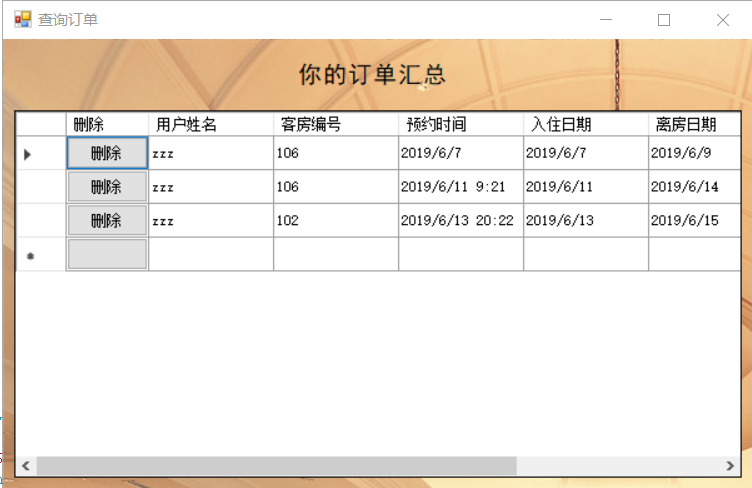 查询订单
你的订单汇总
删除 用户姓名 客房编号 预约时间 入住日期 离房日期
删除 zzz 106 2019/6/7 2019/6/7 2019/6/9
删除 zzz 106 2019/6/11 9:21 2019/6/11 2019/6/14
删除 zzz 102 2019/6/13 20:22 2019/6/13 2019/6/15